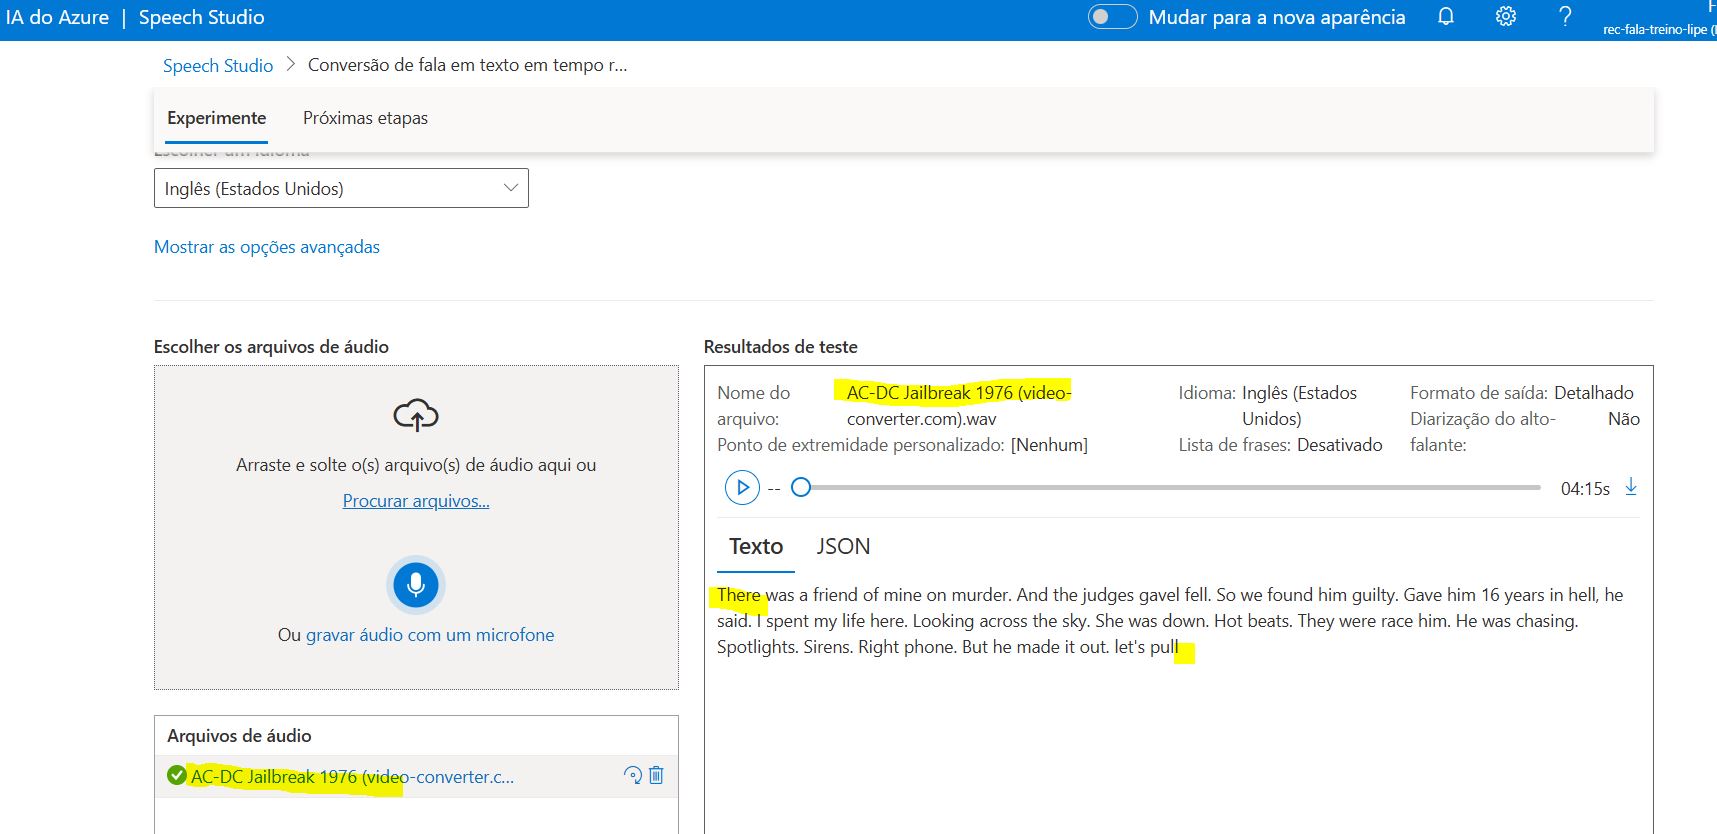 IA do Azure | Speech Studio
Mudar para a nova aparência
?
rec-fala-treino-lipe (
Speech Studio > Conversão de fala em texto em tempo r...
Experimente
Próximas etapas
Escolher um idioma
Inglês (Estados Unidos)
Mostrar as opções avançadas
Escolher os arquivos de áudio
Arraste e solte o(s) arquivo(s) de áudio aqui ou
Procurar arquivos...
Ou gravar áudio com um microfone
Arquivos de áudio
AC-DC Jailbreak 1976 (video-converter.c...
Resultados de teste
Nome do arquivo: AC-DC Jailbreak 1976 (video-
converter.com).wav
Idioma: Inglês (Estados
Unidos)
Formato de saída: Detalhado
Diarização do alto-
falante: Não
Ponto de extremidade personalizado: [Nenhum]
Lista de frases: Desativado
--
04:15s
Texto
JSON
There was a friend of mine on murder. And the judges gavel fell. So we found him guilty. Gave him 16 years in hell, he
said. I spent my life here. Looking across the sky. She was down. Hot beats. They were race him. He was chasing.
Spotlights. Sirens. Right phone. But he made it out. let's pull